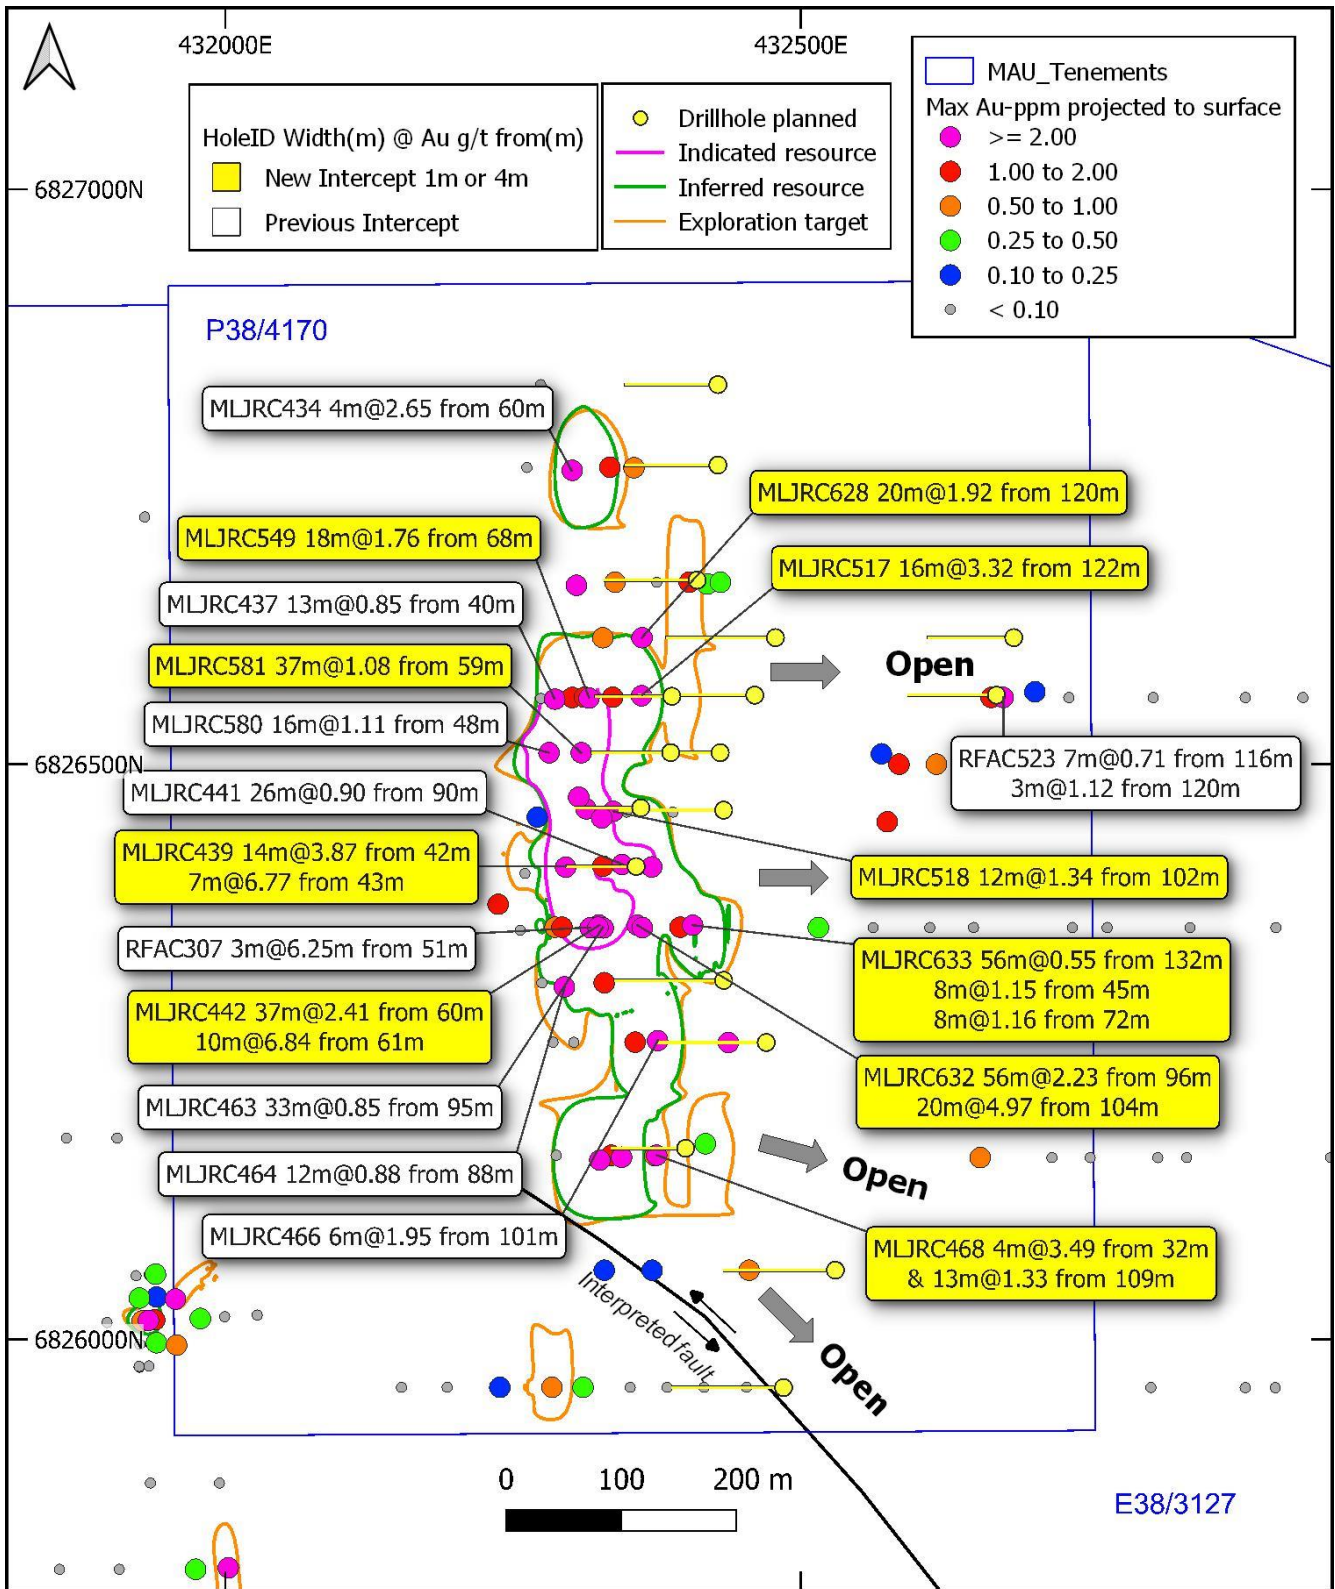 432000E
432500E
HoleID Width(m) @ Au g/t from(m)
New Intercept 1m or 4m
Previous Intercept
Drillhole planned
Indicated resource
Inferred resource
Exploration target
MAU_Tenements
Max Au-ppm projected to surface
>= 2.00
1.00 to 2.00
0.50 to 1.00
0.25 to 0.50
0.10 to 0.25
< 0.10
6827000N
P38/4170
MLJRC434 4m@2.65 from 60m
MLJRC628 20m@1.92 from 120m
MLJRC549 18m@1.76 from 68m
MLJRC517 16m@3.32 from 122m
MLJRC437 13m@0.85 from 40m
MLJRC581 37m@1.08 from 59m
Open
MLJRC580 16m@1.11 from 48m
6826500N
RFAC523 7m@0.71 from 116m
3m@1.12 from 120m
MLJRC441 26m@0.90 from 90m
MLJRC439 14m@3.87 from 42m
7m@6.77 from 43m
MLJRC518 12m@1.34 from 102m
RFAC307 3m@6.25m from 51m
MLJRC633 56m@0.55 from 132m
8m@1.15 from 45m
8m@1.16 from 72m
MLJRC442 37m@2.41 from 60m
10m@6.84 from 61m
MLJRC632 56m@2.23 from 96m
20m@4.97 from 104m
MLJRC463 33m@0.85 from 95m
MLJRC464 12m@0.88 from 88m
Open
MLJRC466 6m@1.95 from 101m
MLJRC468 4m@3.49 from 32m
& 13m@1.33 from 109m
Interpreted fault
6826000N
Open
0 100 200 m
E38/3127